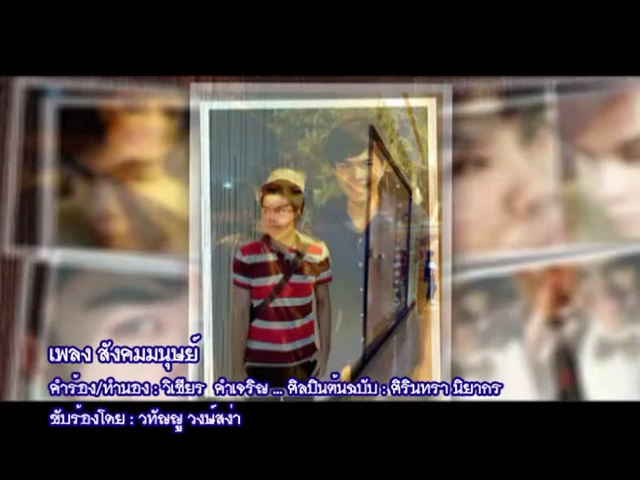 เพลง สังคมมนุษย์
คำร้อง/ทำนอง : วิเชียร คำเจริญ ... ศิลปินต้นฉบับ : ศิรินทรา นิยากร
ขับร้องโดย : วทัญญู วงษ์สง่า